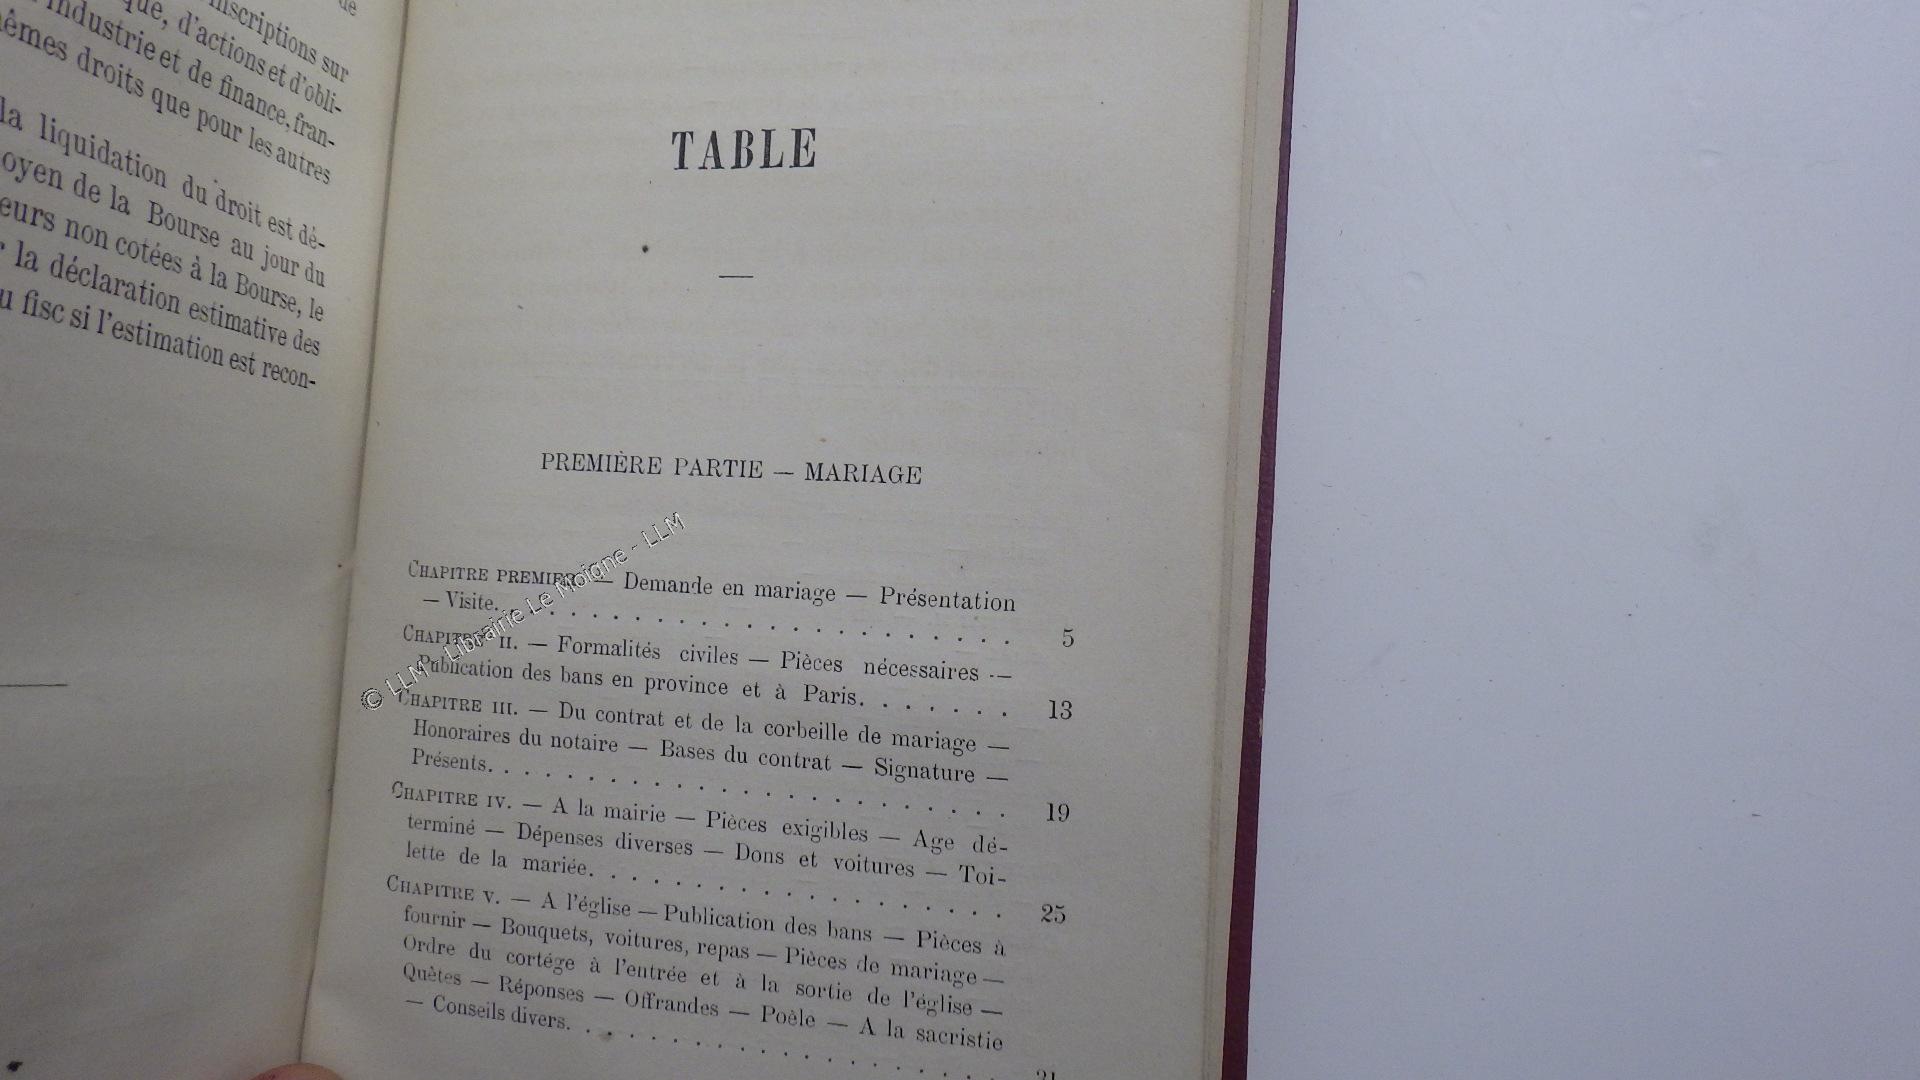 de
inscriptions sur
que, d'actions et d'obli-
industrie et de finance, fran-
mêmes droits que pour les autres
la liquidation du droit est dé-
oyen de la Bourse au jour du
eurs non cotées à la Bourse, le
r la déclaration estimative des
u fisc si l'estimation est recon-
TABLE
PREMIÈRE PARTIE — MARIAGE
CHAPITRE PREMIER. — Demande en mariage — Présentation
— Visite. . . . . . . . . . . . . . . . . . . . 5
CHAPITRE II. — Formalités civiles — Pièces nécessaires —
Publication des bans en province et à Paris. . . . . . . 13
CHAPITRE III. — Du contrat et de la corbeille de mariage —
Honoraires du notaire — Bases du contrat — Signature —
Présents. . . . . . . . . . . . . . . . . . . . 19
CHAPITRE IV. — A la mairie — Pièces exigibles — Age dé-
terminé — Dépenses diverses — Dons et voitures — Toi-
lette de la mariée. . . . . . . . . . . . . . . . 25
CHAPITRE V. — A l'église — Publication des bans — Pièces à
fournir — Bouquets, voitures, repas — Pièces de mariage —
Ordre du cortége à l'entrée et à la sortie de l'église —
Quêtes — Réponses — Offrandes — Poêle — A la sacristie
— Conseils divers. . . . . . . . . . . . . . . . .
© LLM - Librairie Le Moigne - LLM